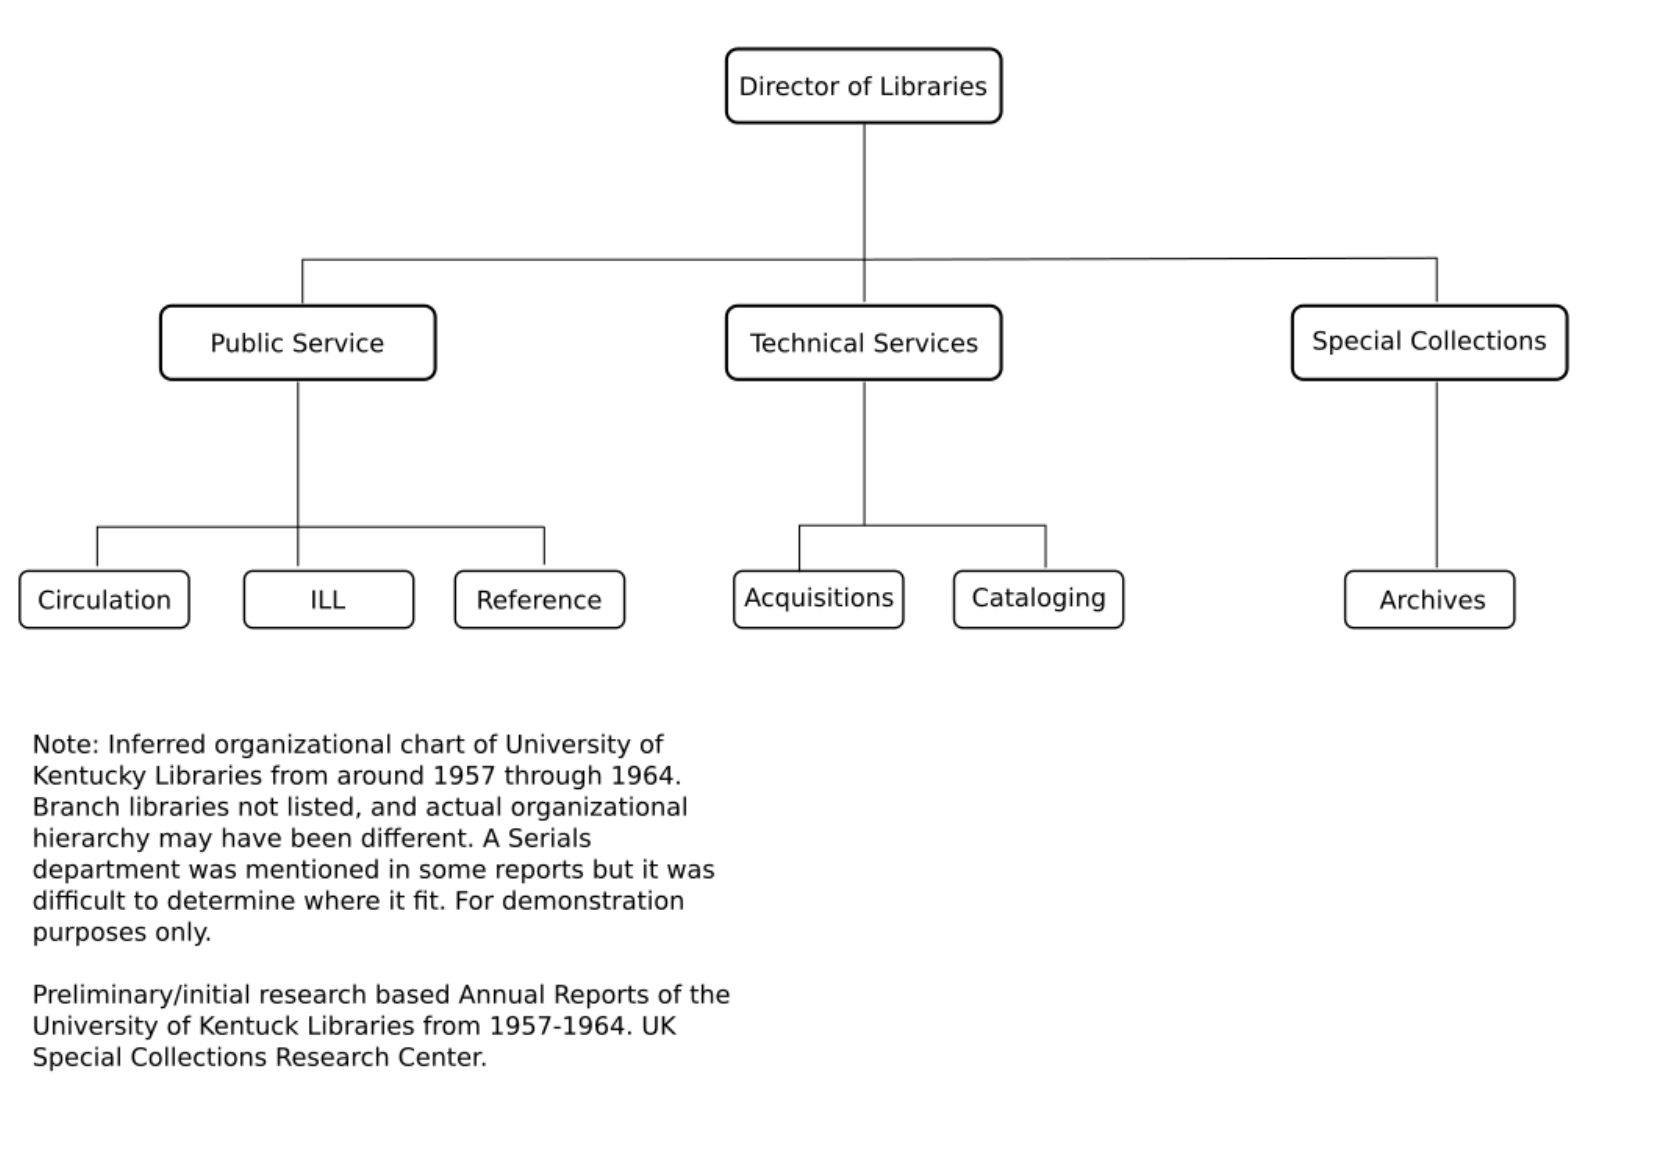 Director of Libraries
Public Service
Technical Services
Special Collections
Circulation
ILL
Reference
Acquisitions
Cataloging
Archives
Note: Inferred organizational chart of University of
Kentucky Libraries from around 1957 through 1964.
Branch libraries not listed, and actual organizational
hierarchy may have been different. A Serials
department was mentioned in some reports but it was
difficult to determine where it fit. For demonstration
purposes only.
Preliminary/initial research based Annual Reports of the
University of Kentuck Libraries from 1957-1964. UK
Special Collections Research Center.